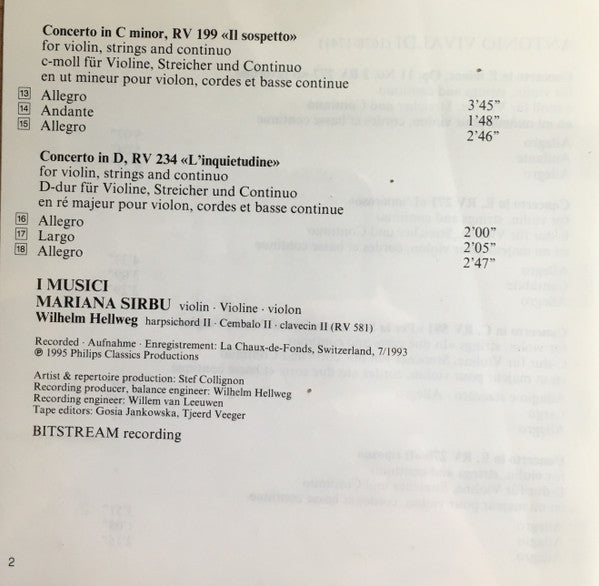 Concerto in C minor, RV 199 «Il sospetto»
for violin, strings and continuo
c-moll für Violine, Streicher und Continuo
en ut mineur pour violon, cordes et basse continue
13 Allegro 3'45"
14 Andante 1'48"
15 Allegro 2'46"
Concerto in D, RV 234 «L'inquietudine»
for violin, strings and continuo
D-dur für Violine, Streicher und Continuo
en ré majeur pour violon, cordes et basse continue
16 Allegro 2'00"
17 Largo 2'05"
18 Allegro 2'47"
I MUSICI
MARIANA SIRBU violin · Violine · violon
Wilhelm Hellweg harpsichord II · Cembalo II · clavecin II (RV 581)
Recorded · Aufnahme · Enregistrement: La Chaux-de-Fonds, Switzerland, 7/1993
℗ 1995 Philips Classics Productions
Artist & repertoire production: Stef Collignon
Recording producer, balance engineer: Wilhelm Hellweg
Recording engineer: Willem van Leeuwen
Tape editors: Gosia Jankowska, Tjeerd Veeger
BITSTREAM recording
2